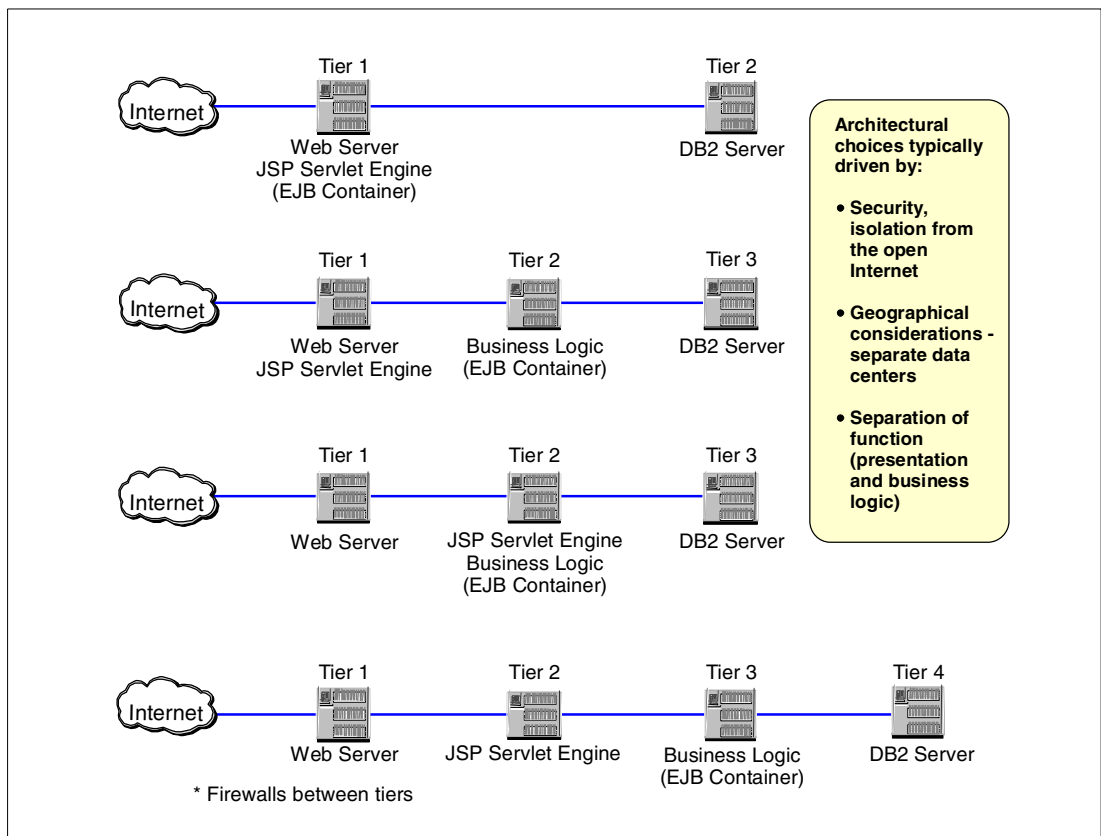 Tier 1
Tier 2
Internet
Web Server
JSP Servlet Engine
(EJB Container)
DB2 Server
Architectural
choices typically
driven by:
• Security,
isolation from
the open
Internet
• Geographical
considerations -
separate data
centers
• Separation of
function
(presentation
and business
logic)
Tier 1
Tier 2
Tier 3
Internet
Web Server
JSP Servlet Engine
Business Logic
(EJB Container)
DB2 Server
Tier 1
Tier 2
Tier 3
Internet
Web Server
JSP Servlet Engine
Business Logic
(EJB Container)
DB2 Server
Tier 1
Tier 2
Tier 3
Tier 4
Internet
Web Server
JSP Servlet Engine
Business Logic
(EJB Container)
DB2 Server
* Firewalls between tiers